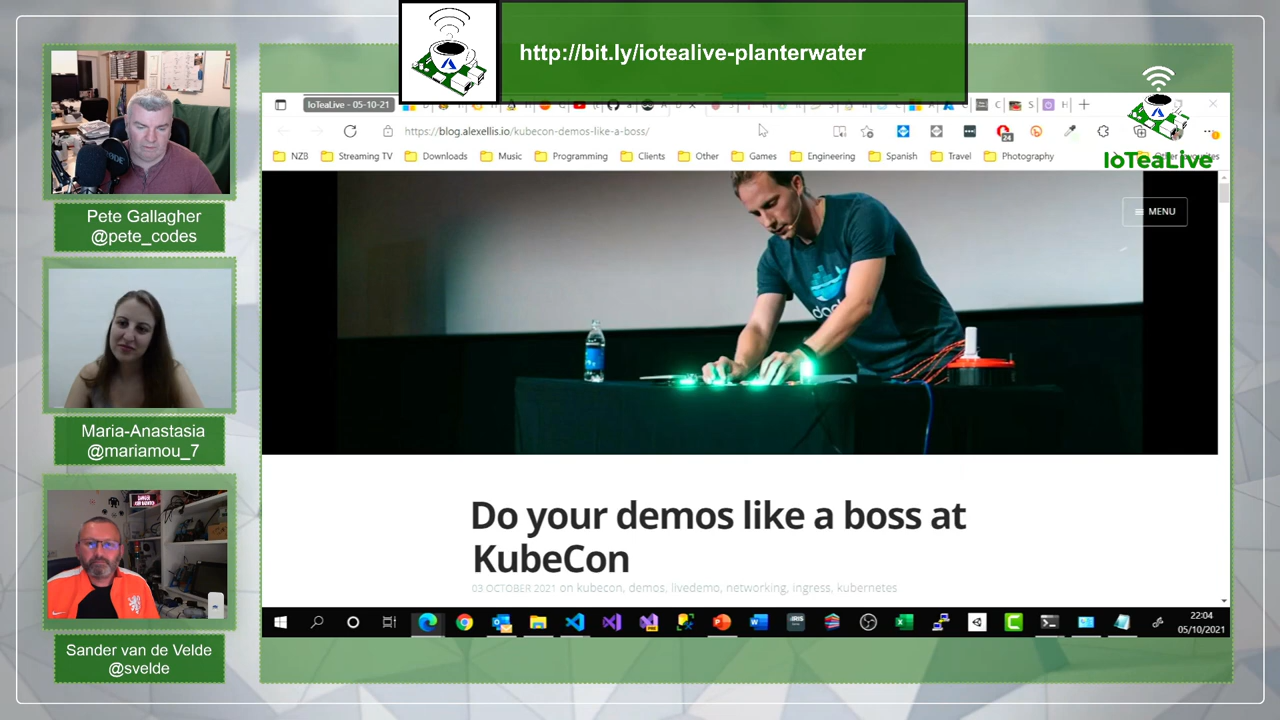 http://bit.ly/iotealive-planterwater
IoTeaLive - 05-10-21
https://blog.alexellis.io/kubecon-demos-like-a-boss/
24
NZB
Streaming TV
Downloads
Music
Programming
Clients
Other
Games
Engineering
Spanish
Travel
Photography
Other favourites
IoTeaLive
MENU
Do your demos like a boss at
KubeCon
03 OCTOBER 2021 on kubecon, demos, livedemo, networking, ingress, kubernetes
22:04
05/10/2021
Pete Gallagher
@pete_codes
Maria-Anastasia
@mariamou_7
Sander van de Velde
@svelde